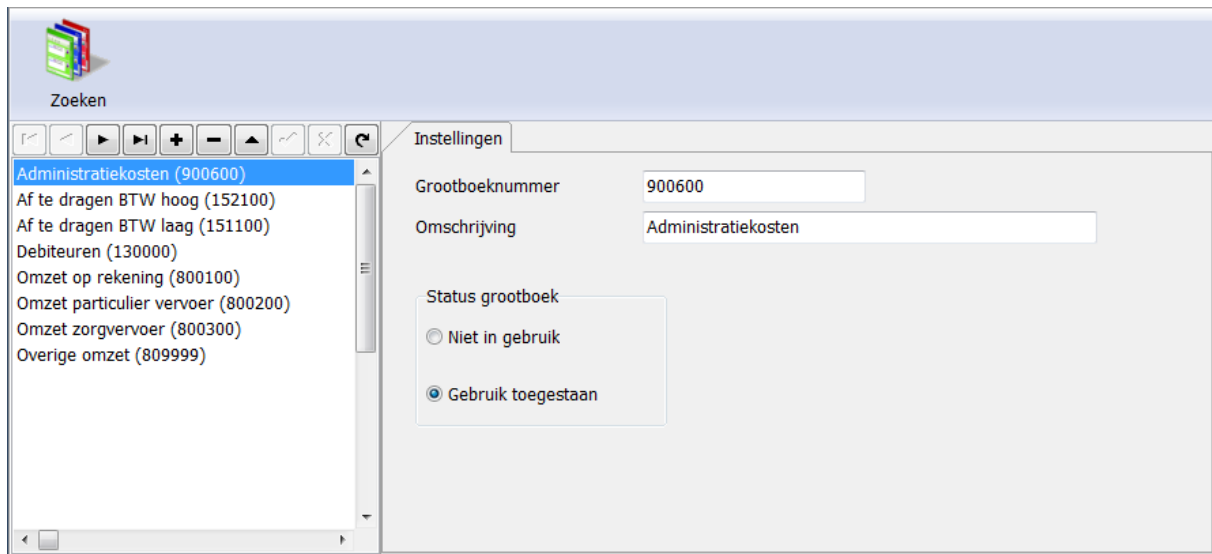 Zoeken
Administratiekosten (900600)
Af te dragen BTW hoog (152100)
Af te dragen BTW laag (151100)
Debiteuren (130000)
Omzet op rekening (800100)
Omzet particulier vervoer (800200)
Omzet zorgvervoer (800300)
Overige omzet (809999)
Instellingen
Grootboeknummer 900600
Omschrijving Administratiekosten
Status grootboek
Niet in gebruik
Gebruik toegestaan